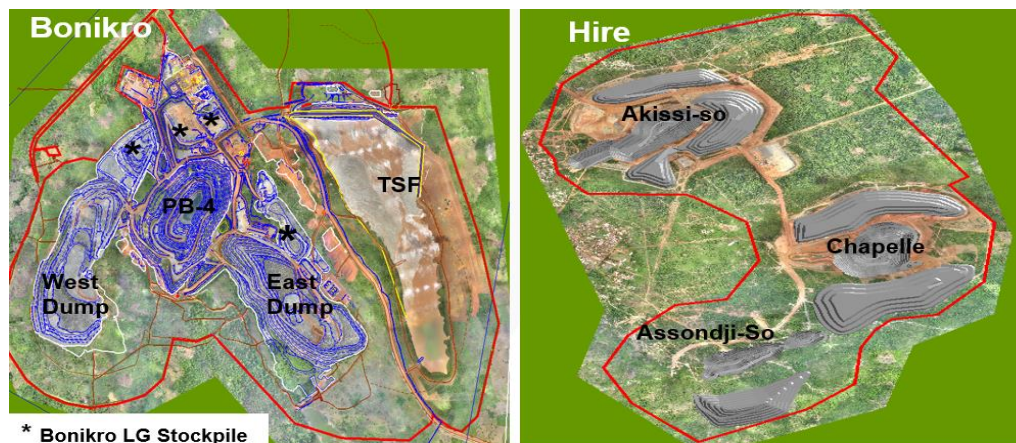 Bonikro
*
*
*
PB-4
TSF
*
West
Dump
East
Dump
* Bonikro LG Stockpile
Hire
Akissi-so
Chapelle
Assondji-So